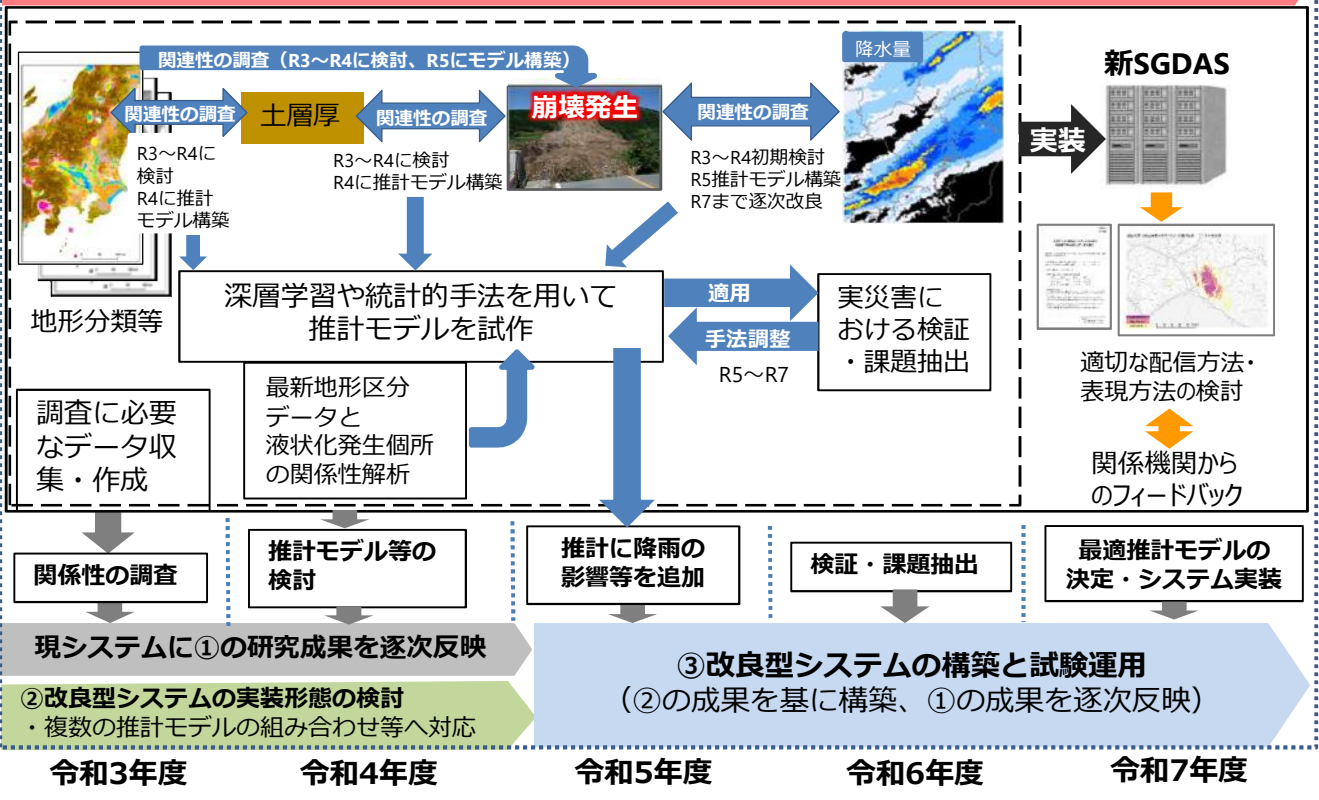 関連性の調査（R3～R4に検討、R5にモデル構築）
降水量
新SGDAS
関連性の調査
土層厚
関連性の調査
崩壊発生
関連性の調査
実装
R3～R4に
検討
R4に推計
モデル構築
R3～R4に検討
R4に推計モデル構築
R3～R4初期検討
R5推計モデル構築
R7まで逐次改良
地形分類等
深層学習や統計的手法を用いて
推計モデルを試作
適用
手法調整
R5～R7
実災害に
おける検証
・課題抽出
適切な配信方法・
表現方法の検討
関係機関から
のフィードバック
調査に必要
なデータ収
集・作成
最新地形区分
データと
液状化発生個所
の関係性解析
関係性の調査
推計モデル等の
検討
推計に降雨の
影響等を追加
検証・課題抽出
最適推計モデルの
決定・システム実装
現システムに①の研究成果を逐次反映
②改良型システムの実装形態の検討
・複数の推計モデルの組み合わせ等へ対応
③改良型システムの構築と試験運用
（②の成果を基に構築、①の成果を逐次反映）
令和3年度
令和4年度
令和5年度
令和6年度
令和7年度